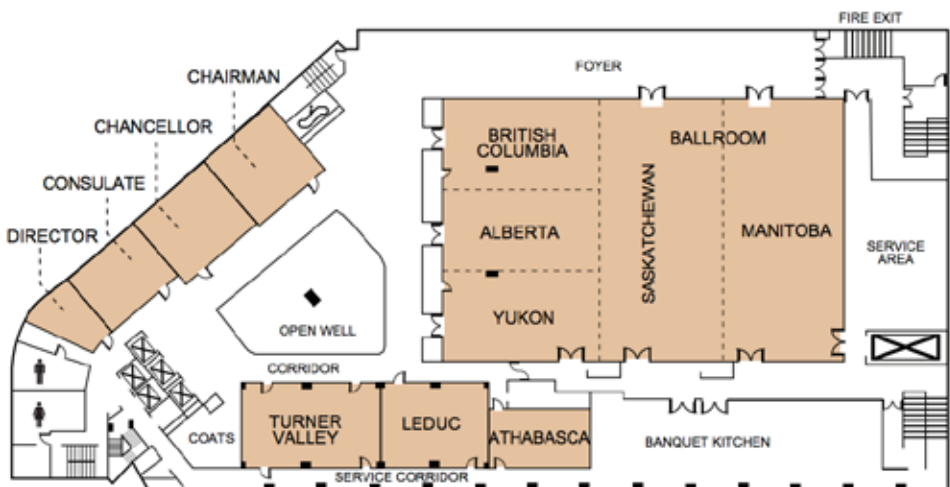 FIRE EXIT
FOYER
CHAIRMAN
CHANCELLOR
CONSULATE
DIRECTOR
BRITISH
COLUMBIA
BALLROOM
ALBERTA
SASKATCHEWAN
MANITOBA
SERVICE
AREA
YUKON
OPEN WELL
CORRIDOR
COATS
TURNER
VALLEY
LEDUC
ATHABASCA
BANQUET KITCHEN
SERVICE CORRIDOR